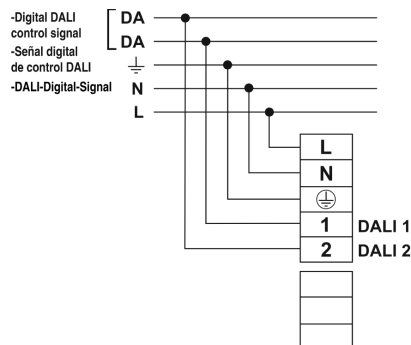 -Digital DALI
control signal
-Señal digital
de control DALI
-DALI-Digital-Signal
DA
DA
N
L
L
N
1 DALI 1
2 DALI 2